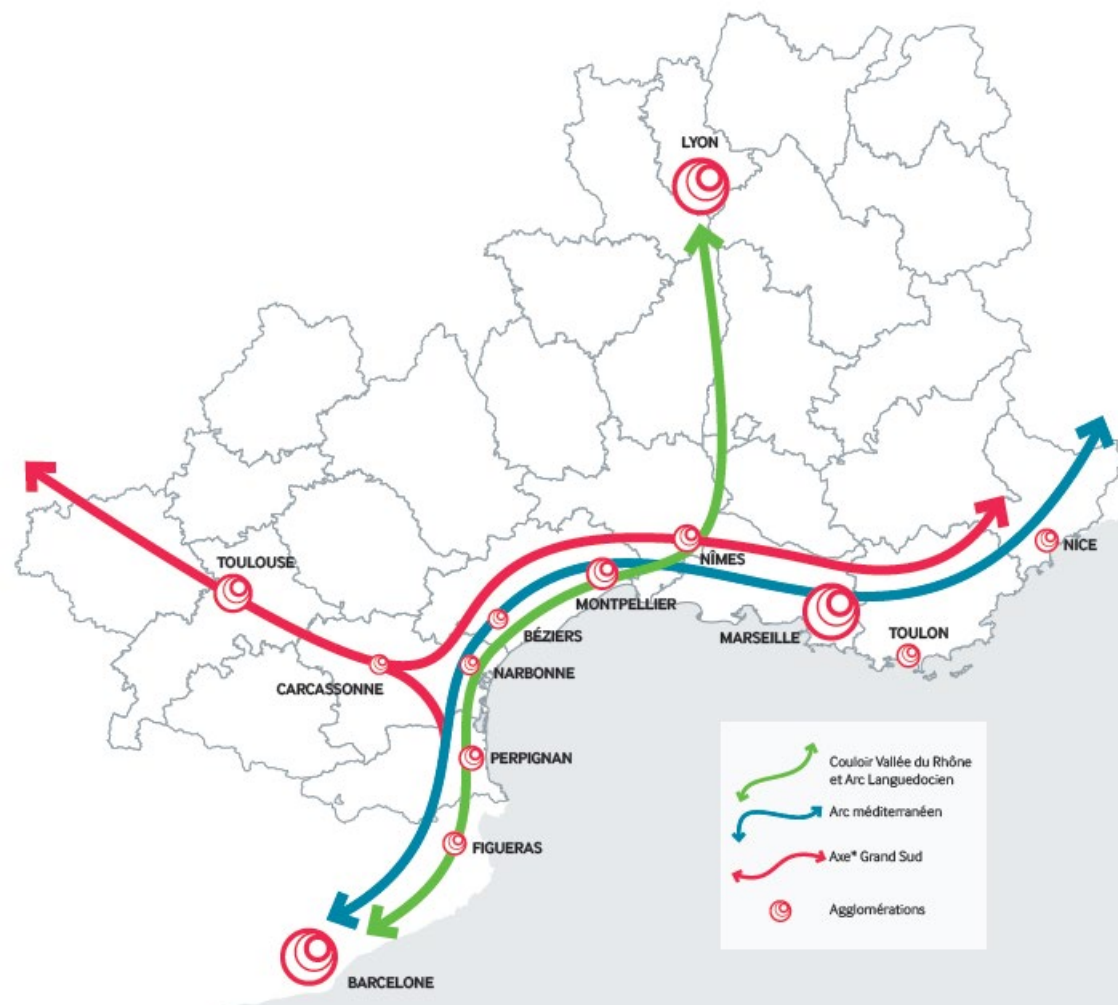 LYON
TOULOUSE
NÎMES
NICE
MONTPELLIER
BÉZIERS
MARSEILLE
TOULON
NARBONNE
CARCASSONNE
PERPIGNAN
FIGUERAS
BARCELONE
Couloir Vallée du Rhône
et Arc Languedocien
Arc méditerranéen
Axe* Grand Sud
Agglomérations